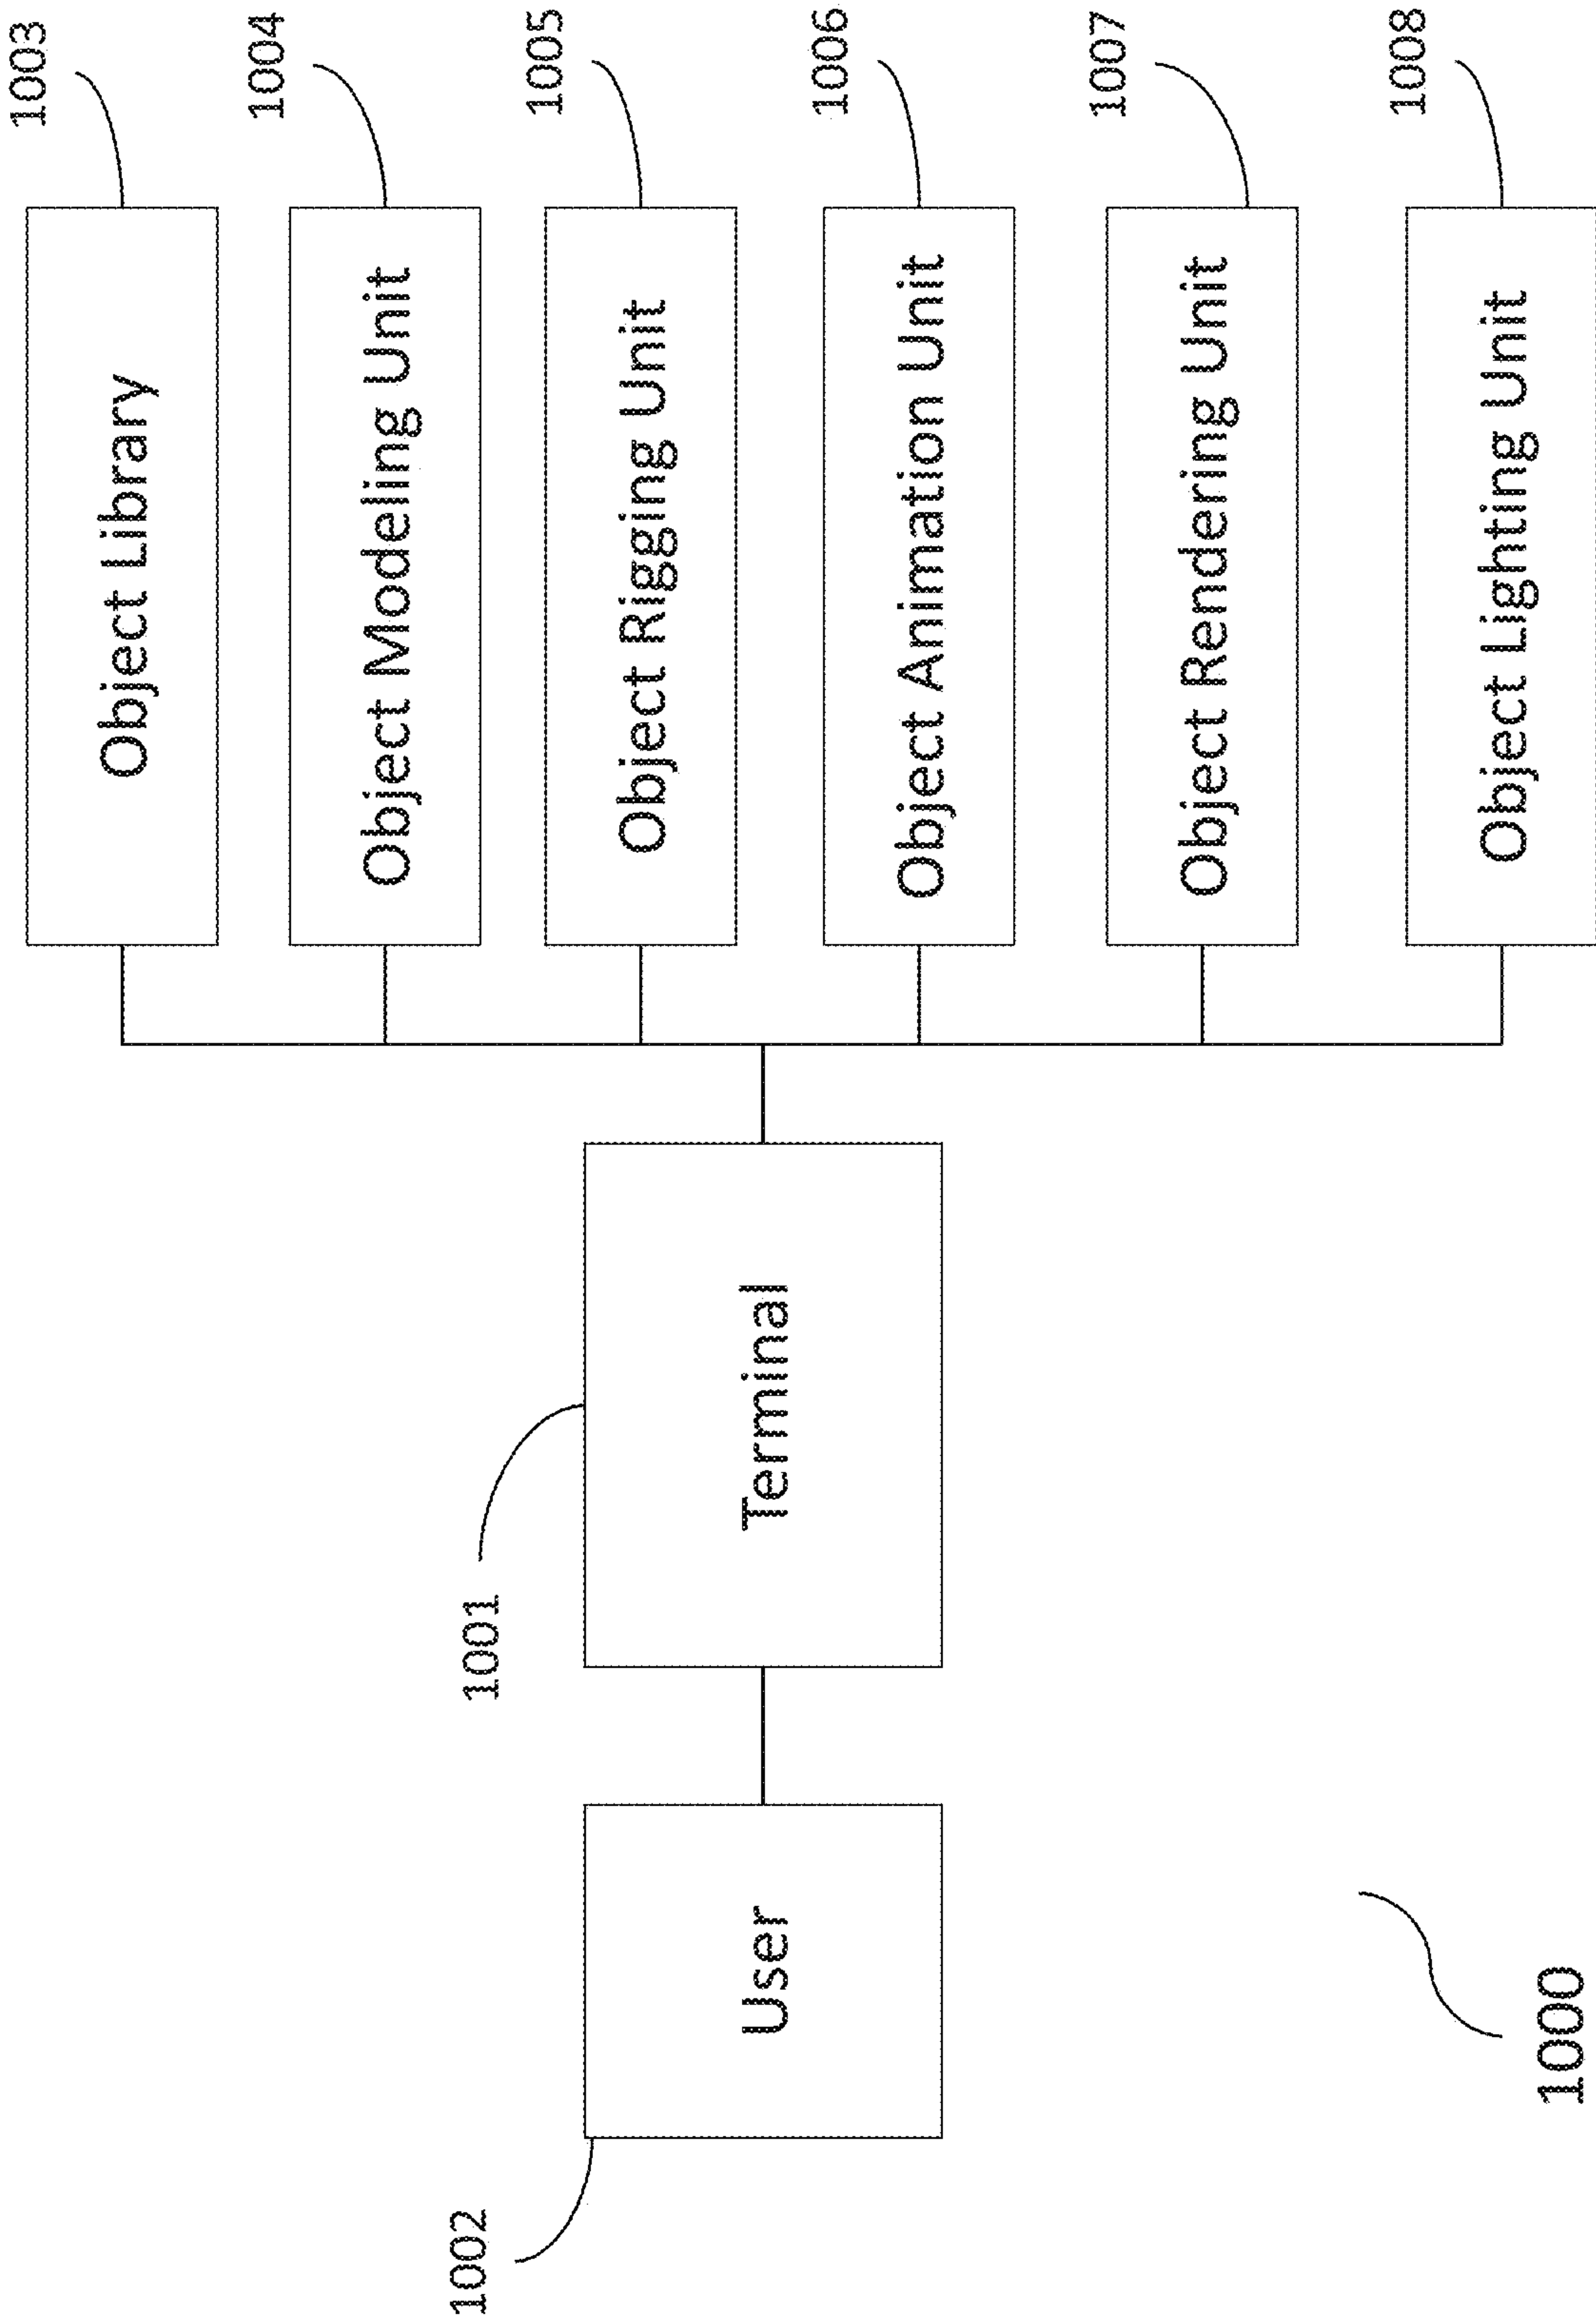 1003
Object Library
1004
Object Modeling Unit
1005
Object Rigging Unit
1001
1002
User
Terminal
1006
Object Animation Unit
1007
Object Rendering Unit
1000
1008
Object Lighting Unit